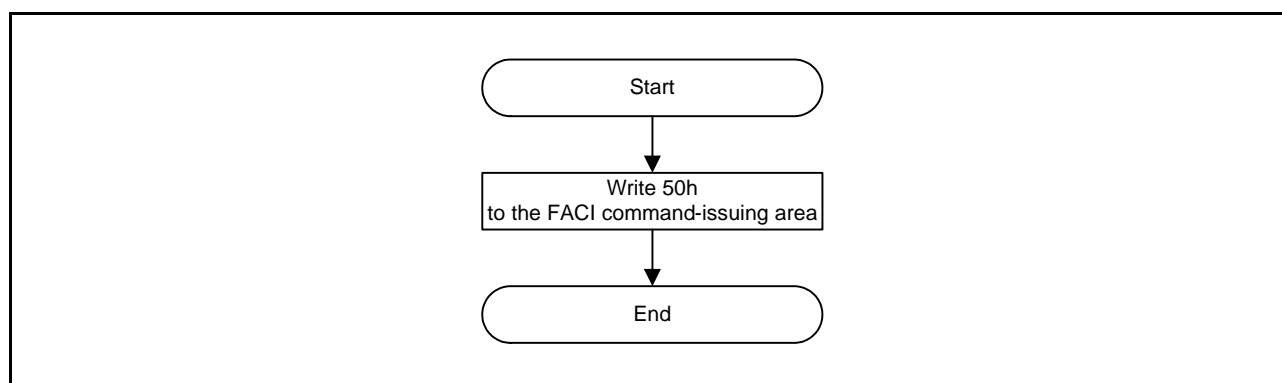 Start
Write 50h
to the FACI command-issuing area
End